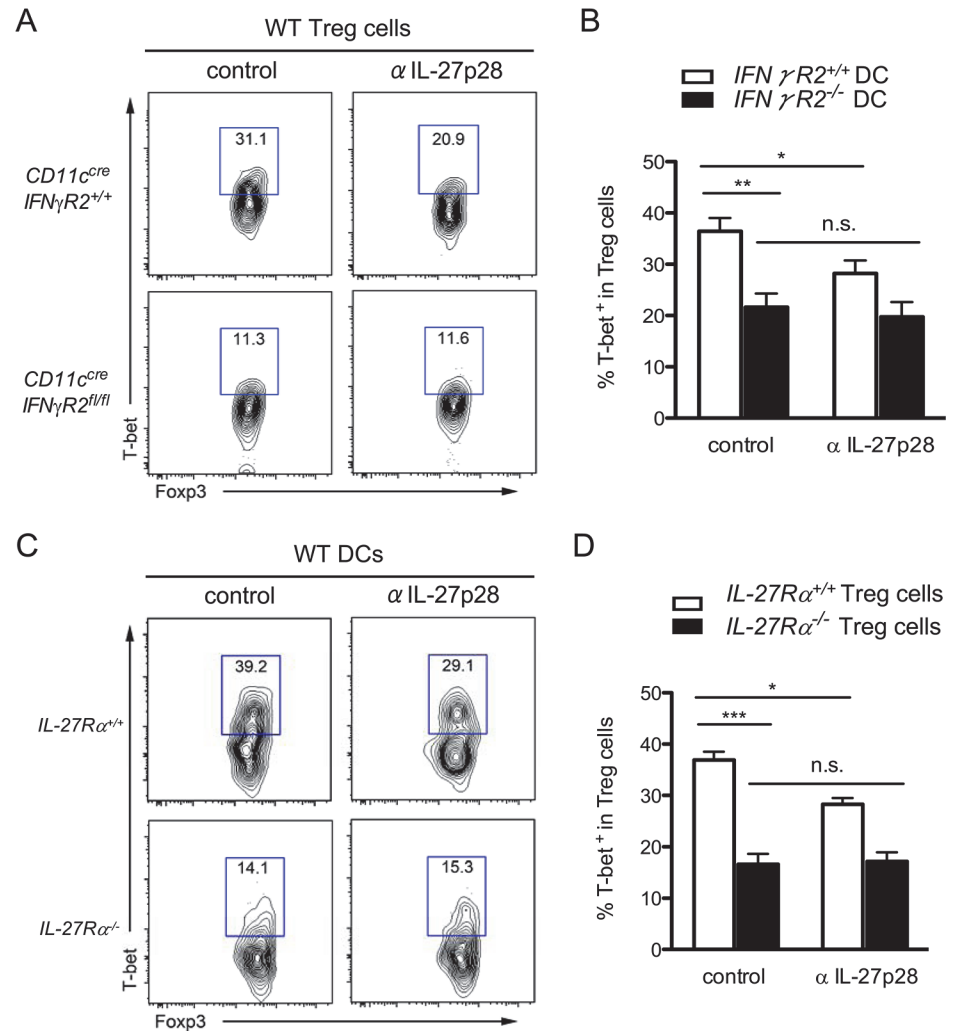 A
WT Treg cells
control
α IL-27p28
CD11c^cre
IFNγR2^+/+
31.1
20.9
CD11c^cre
IFNγR2^fl/fl
11.3
11.6
T-bet
Foxp3
B
IFN γ R2^+/+ DC
IFN γ R2^-/- DC
% T-bet^+ in Treg cells
50
40
30
20
10
0
*
**
n.s.
control
α IL-27p28
C
WT DCs
control
α IL-27p28
IL-27Rα^+/+
39.2
29.1
IL-27Rα^-/-
14.1
15.3
T-bet
Foxp3
D
IL-27Rα^+/+ Treg cells
IL-27Rα^-/- Treg cells
% T-bet^+ in Treg cells
50
40
30
20
10
0
*
***
n.s.
control
α IL-27p28